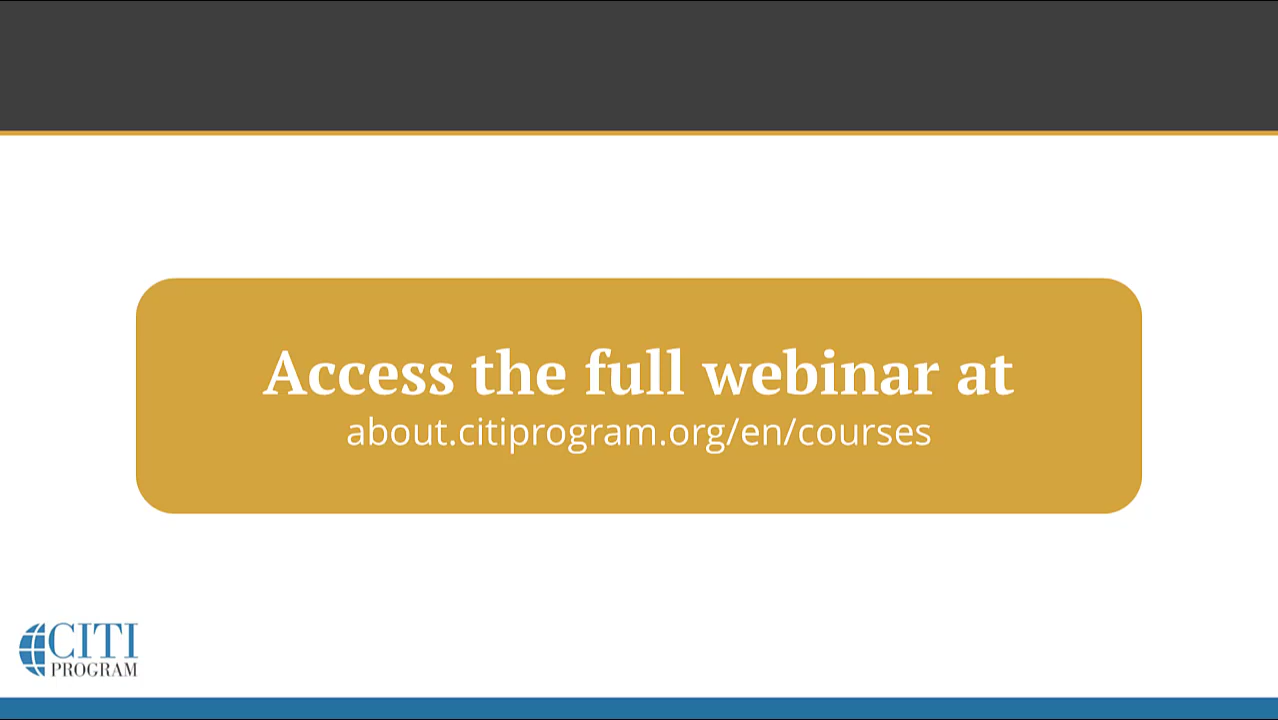 Access the full webinar at
about.citiprogram.org/en/courses
CITI
PROGRAM